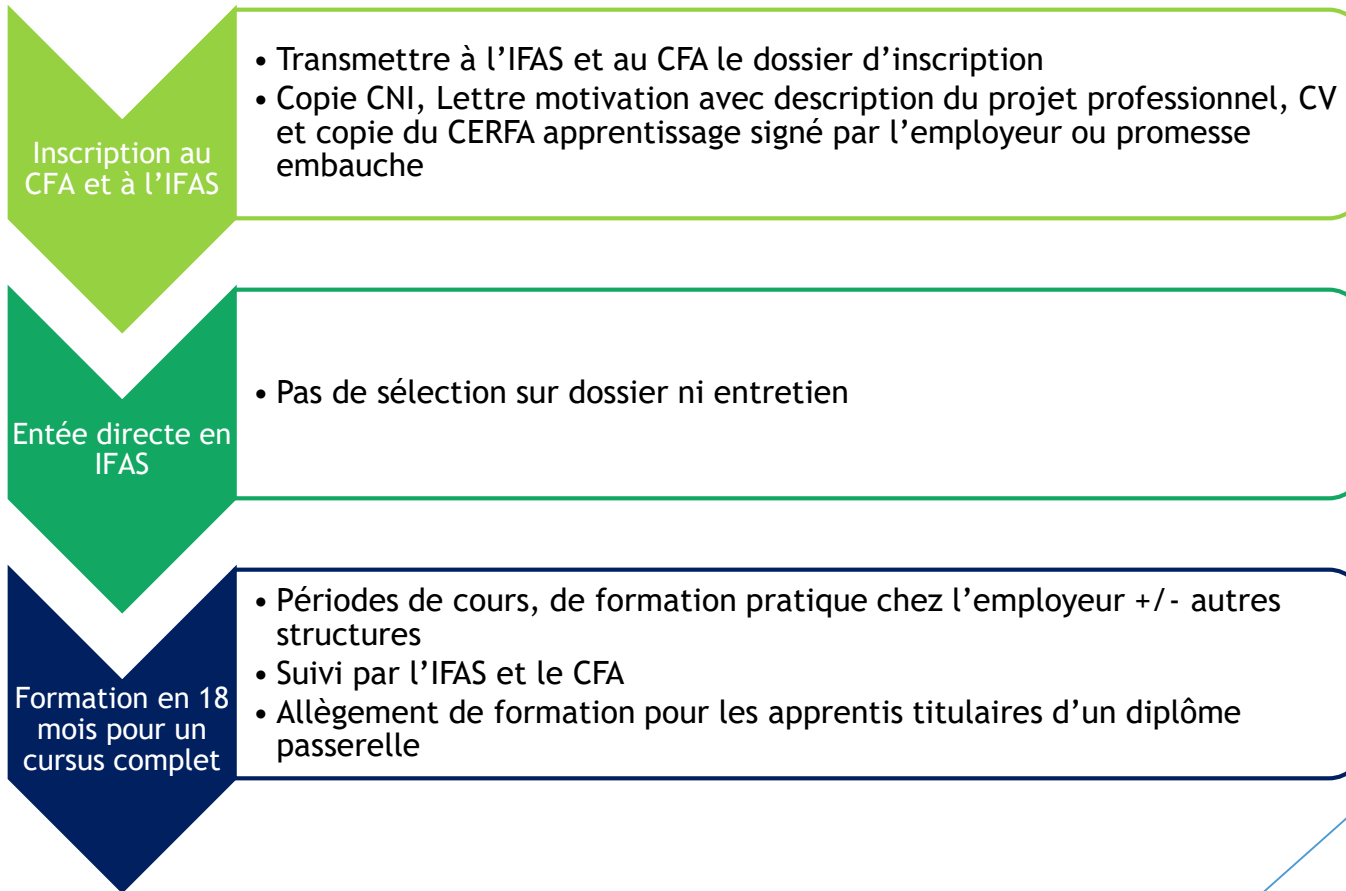 Inscription au
CFA et à l’IFAS
• Transmettre à l’IFAS et au CFA le dossier d’inscription
• Copie CNI, Lettre motivation avec description du projet professionnel, CV
et copie du CERFA apprentissage signé par l’employeur ou promesse
embauche
Entée directe en
IFAS
• Pas de sélection sur dossier ni entretien
Formation en 18
mois pour un
cursus complet
• Périodes de cours, de formation pratique chez l’employeur +/- autres
structures
• Suivi par l’IFAS et le CFA
• Allègement de formation pour les apprentis titulaires d’un diplôme
passerelle